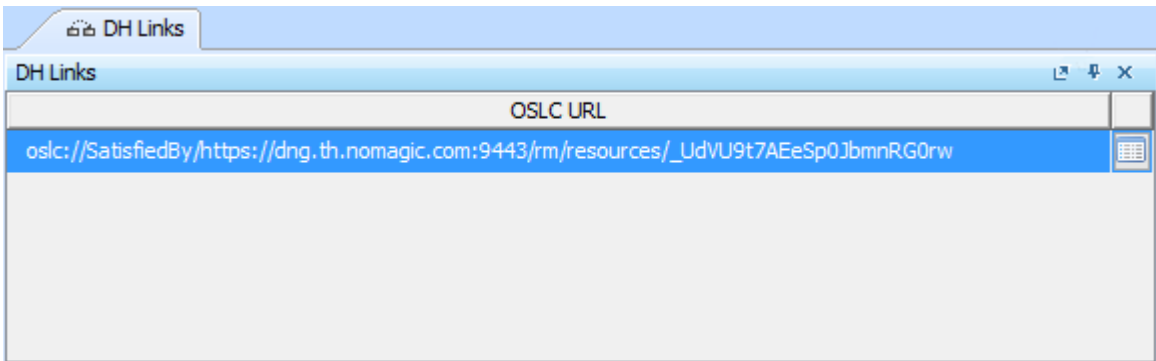 DH Links
DH Links
OSLC URL
oslc://SatisfiedBy/https://dng.th.nomagic.com:9443/rm/resources/_UdVU9t7AEeSp0JbmnRG0rw